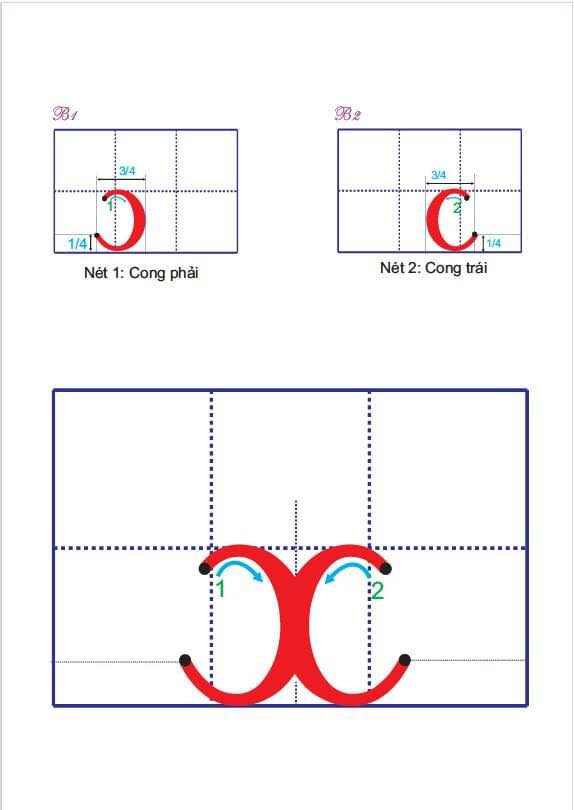 B1
B2
3/4
1
1/4
Nét 1: Cong phải
3/4
2
1/4
Nét 2: Cong trái
1
2
x